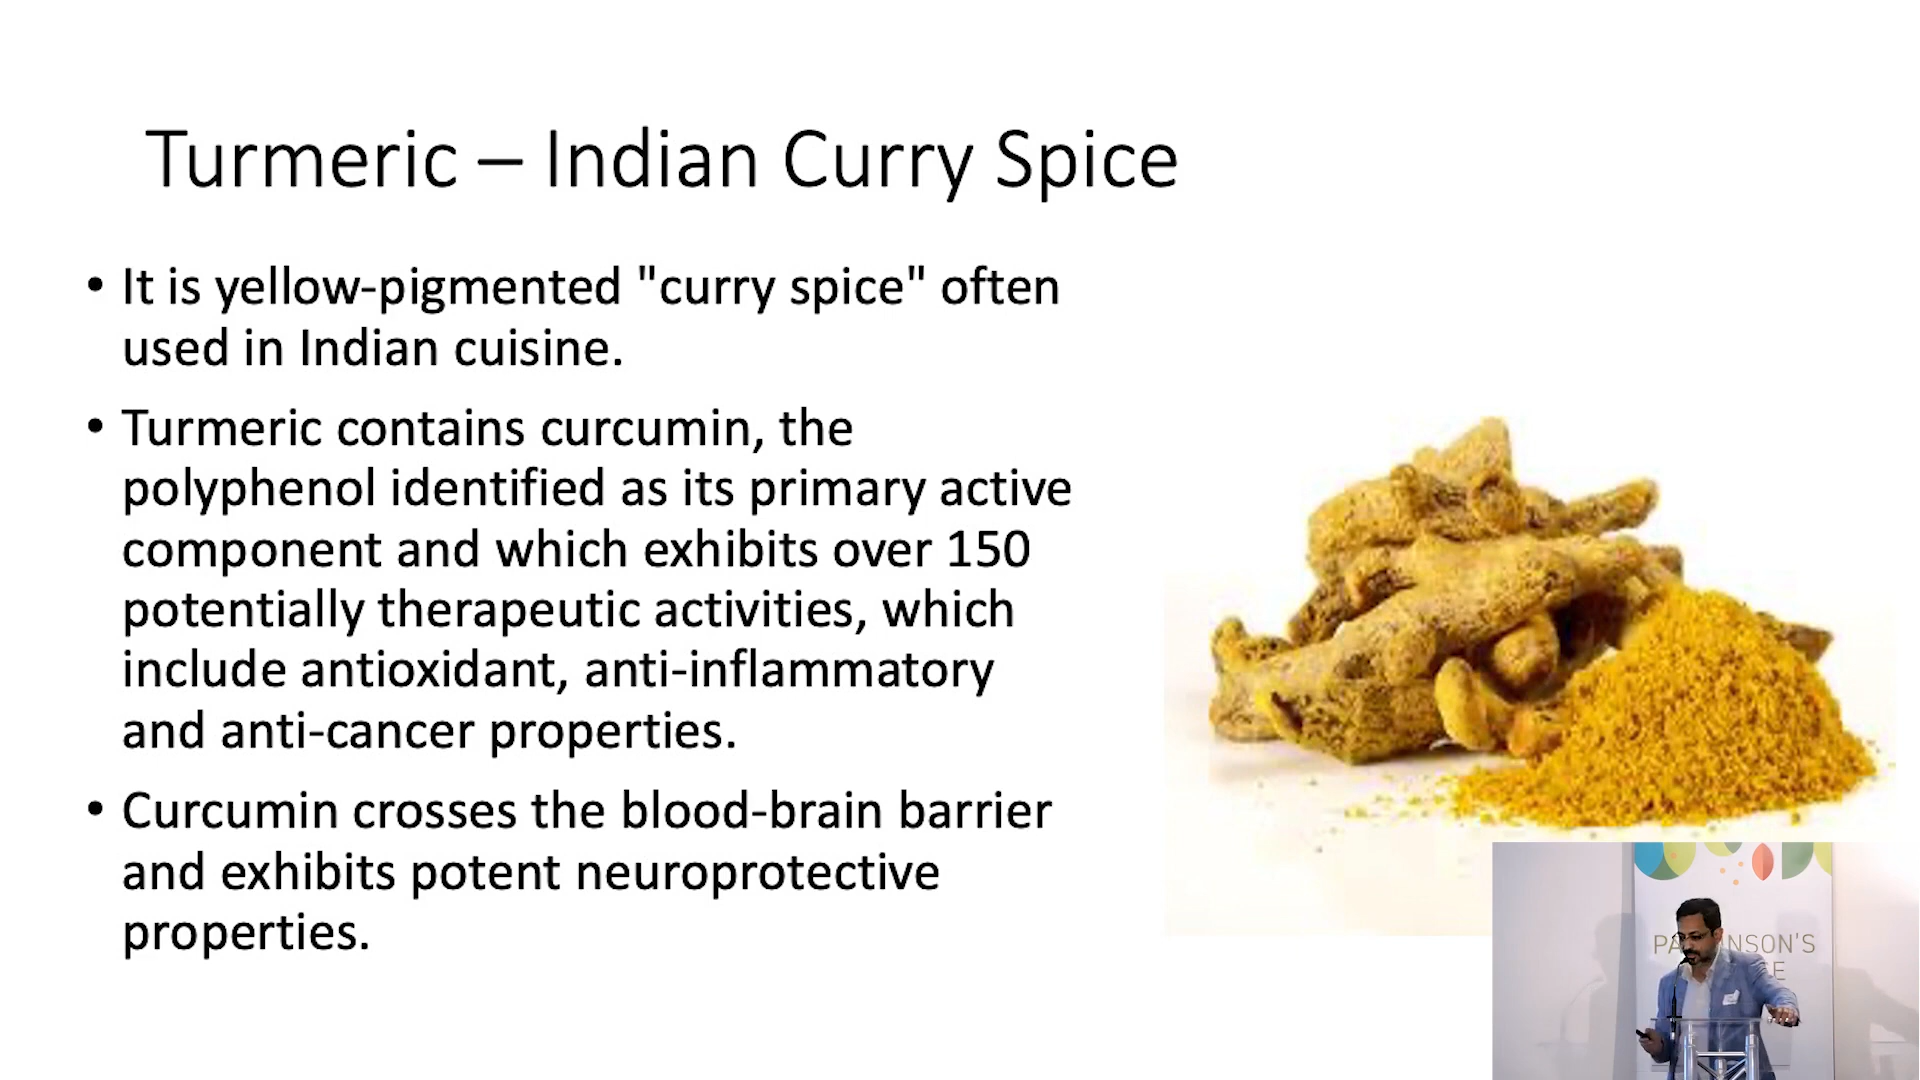 Turmeric – Indian Curry Spice
• It is yellow-pigmented "curry spice" often
used in Indian cuisine.
• Turmeric contains curcumin, the
polyphenol identified as its primary active
component and which exhibits over 150
potentially therapeutic activities, which
include antioxidant, anti-inflammatory
and anti-cancer properties.
• Curcumin crosses the blood-brain barrier
and exhibits potent neuroprotective
properties.